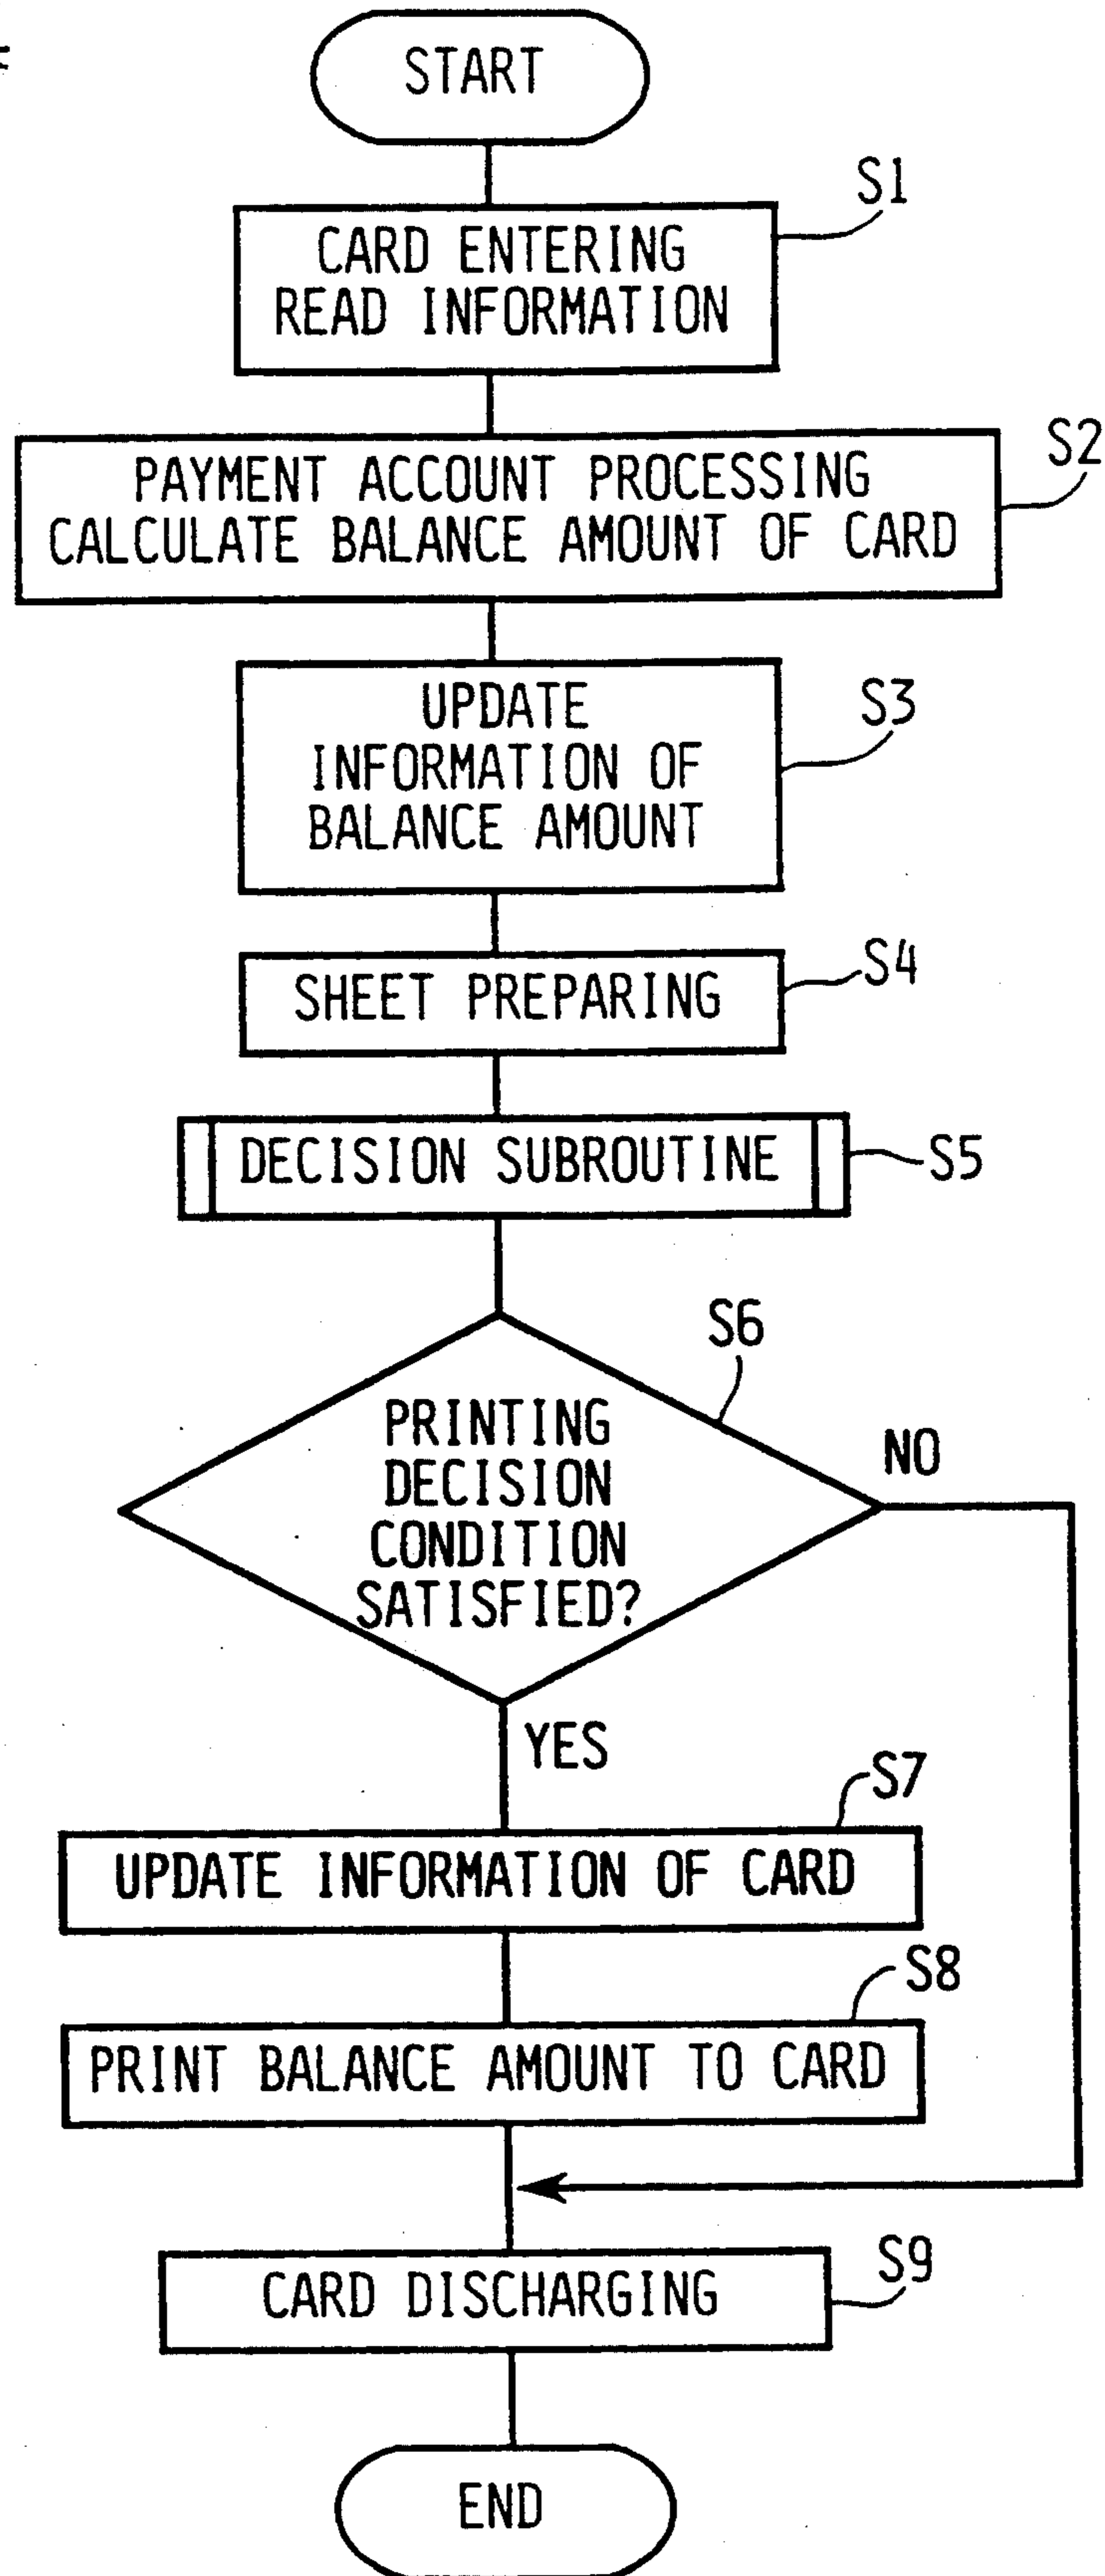 START
S1
CARD ENTERING
READ INFORMATION
S2
PAYMENT ACCOUNT PROCESSING
CALCULATE BALANCE AMOUNT OF CARD
S3
UPDATE
INFORMATION OF
BALANCE AMOUNT
S4
SHEET PREPARING
DECISION SUBROUTINE
S5
S6
PRINTING
DECISION
CONDITION
SATISFIED?
NO
YES
S7
UPDATE INFORMATION OF CARD
S8
PRINT BALANCE AMOUNT TO CARD
S9
CARD DISCHARGING
END